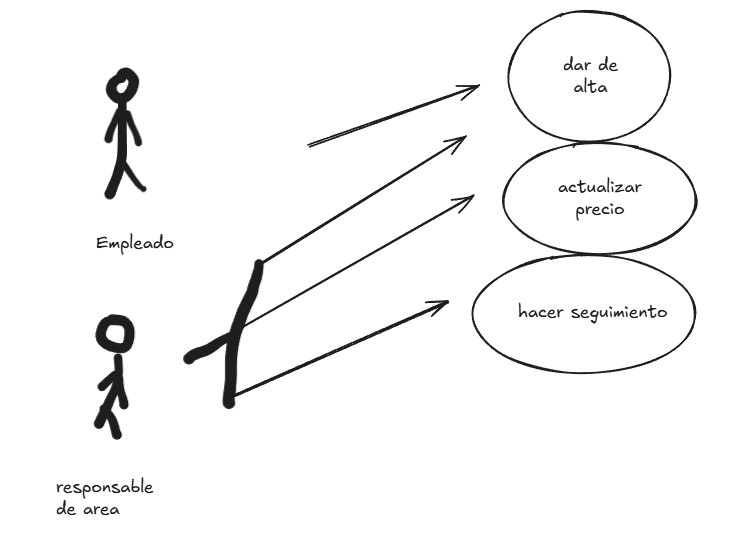 dar de
alta
actualizar
precio
Empleado
hacer seguimiento
responsable
de area